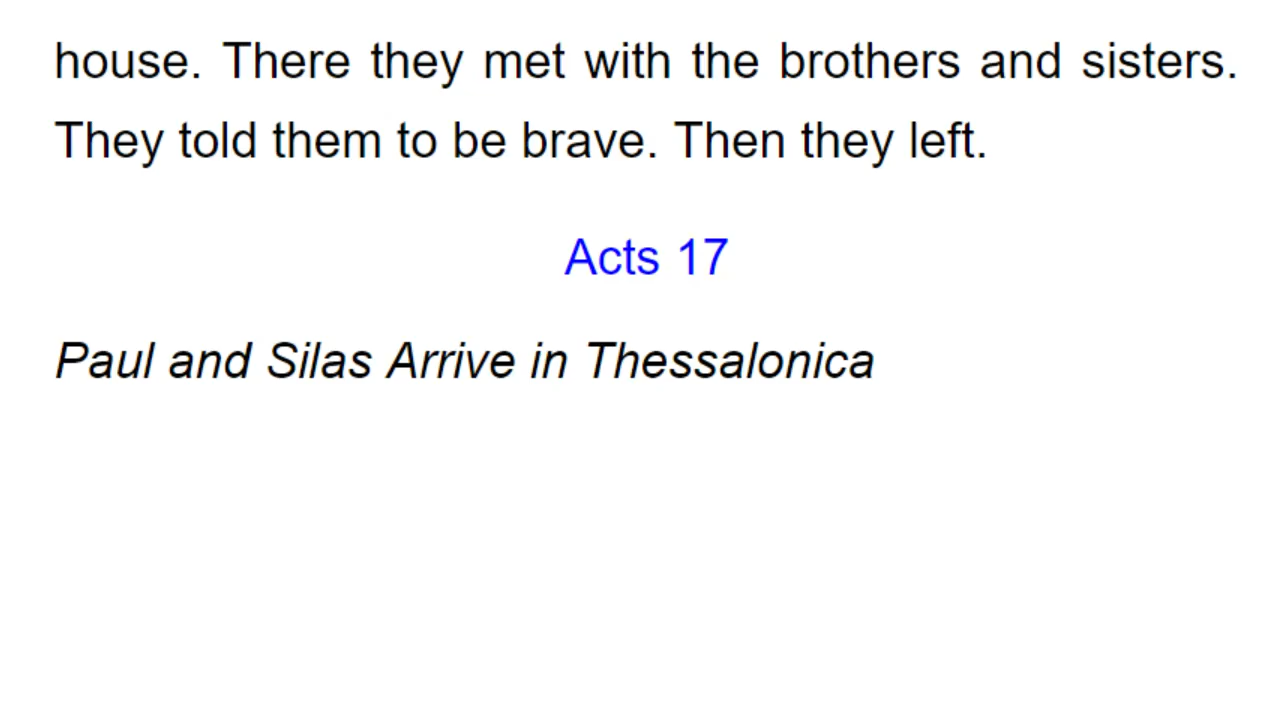 house. There they met with the brothers and sisters.
They told them to be brave. Then they left.
Acts 17
Paul and Silas Arrive in Thessalonica